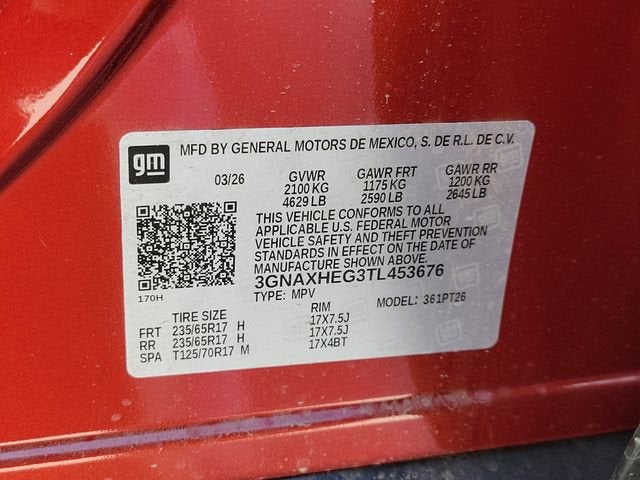 gm MFD BY GENERAL MOTORS DE MEXICO, S. DE R.L. DE C.V.
03/26 GVWR GAWR FRT GAWR RR
2100 KG 1175 KG 1200 KG
4629 LB 2590 LB 2645 LB
THIS VEHICLE CONFORMS TO ALL
APPLICABLE U.S. FEDERAL MOTOR
VEHICLE SAFETY AND THEFT PREVENTION
STANDARDS IN EFFECT ON THE DATE OF
MANUFACTURE SHOWN ABOVE.
3GNAXHEG3TL453676
170H TYPE: MPV MODEL: 361PT26
TIRE SIZE RIM
FRT 235/65R17 H 17X7.5J
RR 235/65R17 H 17X7.5J
SPA T125/70R17 M 17X4BT